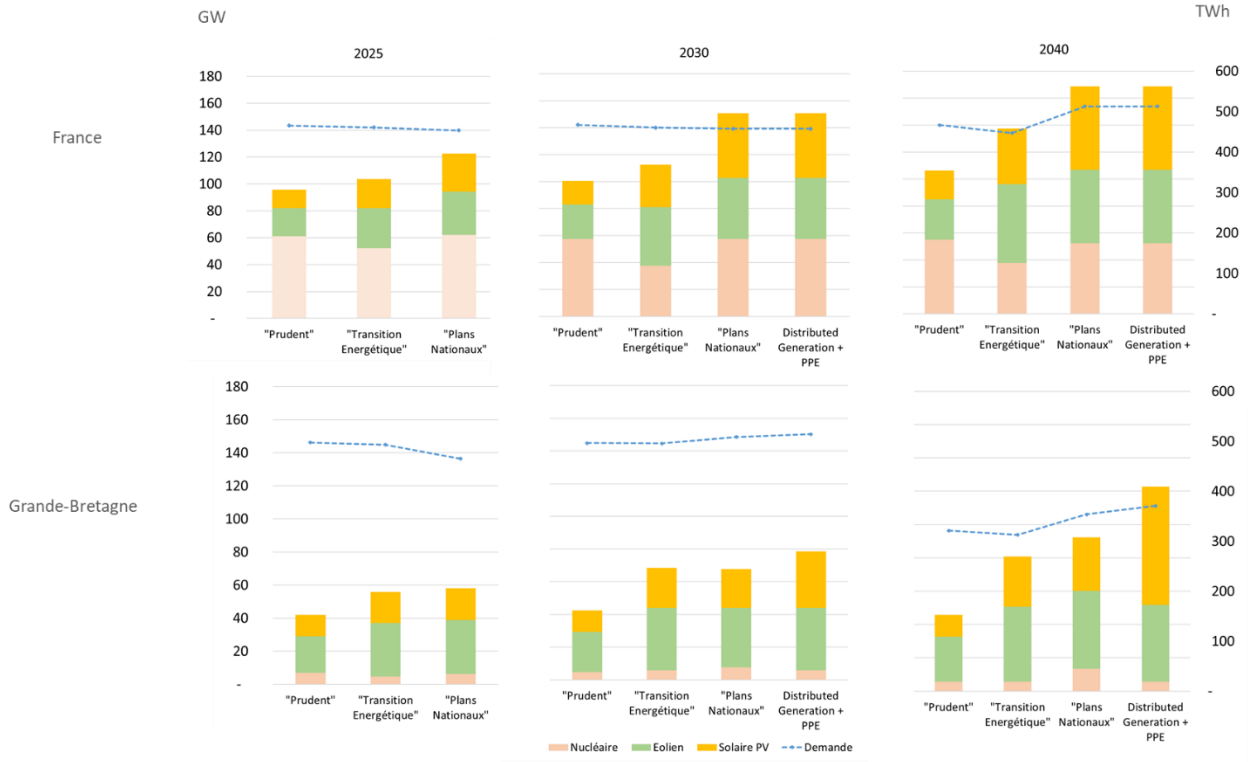 GW
TWh
2025
2030
2040
France
180
160
140
120
100
80
60
40
20
-
600
500
400
300
200
100
-
"Prudent"
"Transition
Energétique"
"Plans
Nationaux"
"Prudent"
"Transition
Energétique"
"Plans
Nationaux"
Distributed
Generation +
PPE
"Prudent"
"Transition
Energétique"
"Plans
Nationaux"
Distributed
Generation +
PPE
Grande-Bretagne
180
160
140
120
100
80
60
40
20
-
600
500
400
300
200
100
-
"Prudent"
"Transition
Energétique"
"Plans
Nationaux"
"Prudent"
"Transition
Energétique"
"Plans
Nationaux"
Distributed
Generation +
PPE
"Prudent"
"Transition
Energétique"
"Plans
Nationaux"
Distributed
Generation +
PPE
Nucléaire Eolien Solaire PV Demande